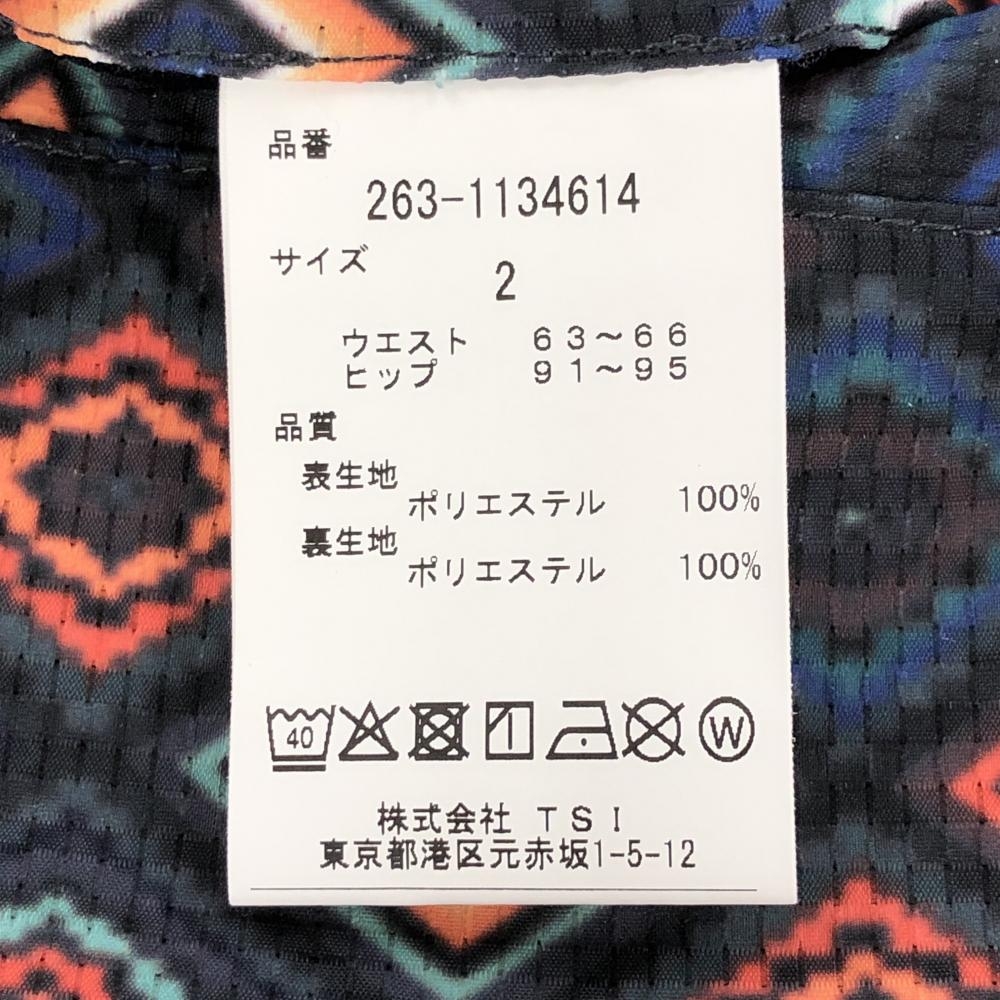 品番
263-1134614
サイズ
2
ウエスト 63～66
ヒップ 91～95
品質
表生地
ポリエステル 100%
裏生地
ポリエステル 100%
40 W
株式会社 TSI
東京都港区元赤坂1-5-12